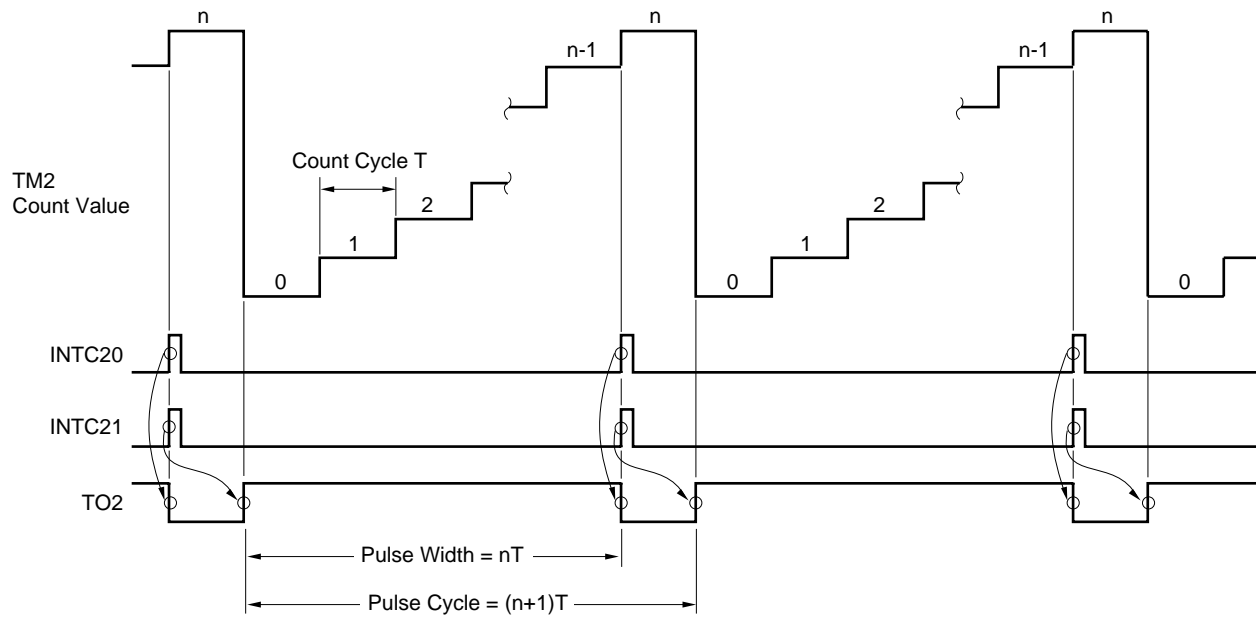 n
n
n
n-1
n-1
Count Cycle T
TM2
Count Value
2
2
1
1
0
0
0
INTC20
INTC21
TO2
Pulse Width = nT
Pulse Cycle = (n+1)T